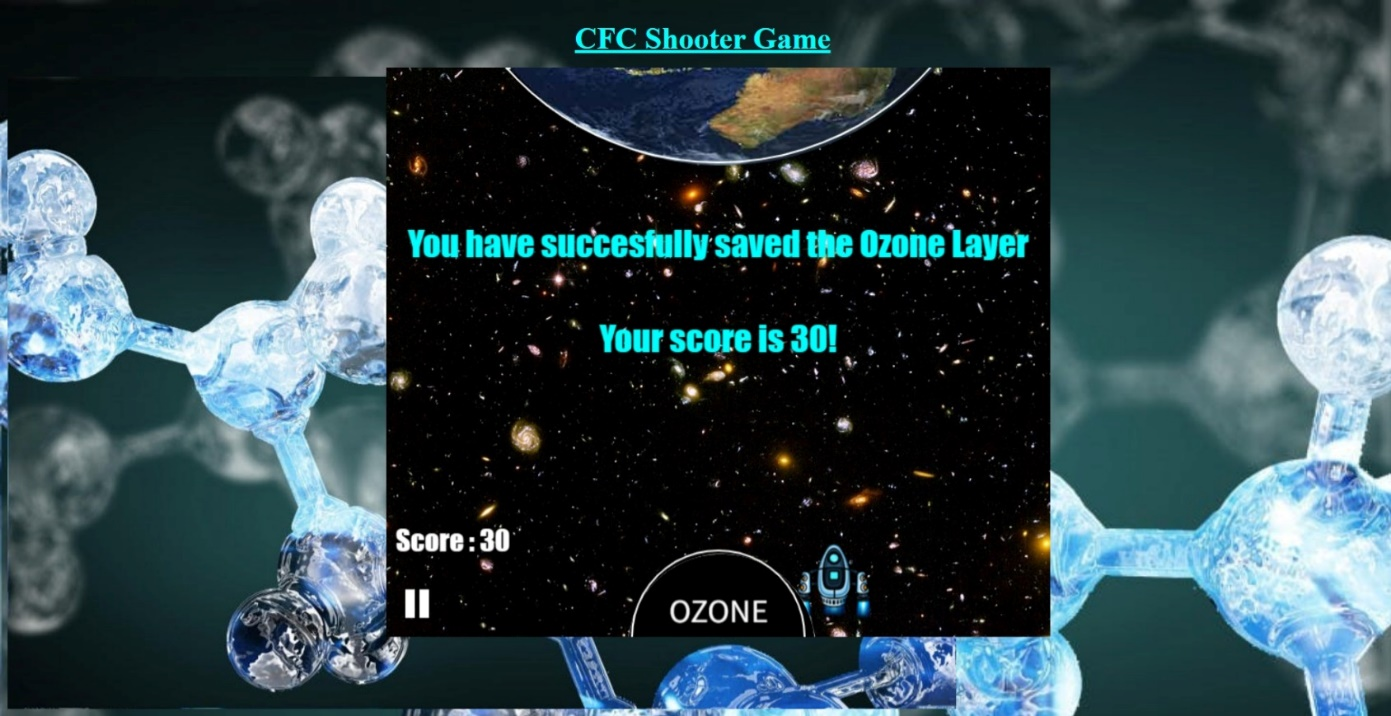 CFC Shooter Game
You have succesfully saved the Ozone Layer
Your score is 30!
Score : 30
OZONE